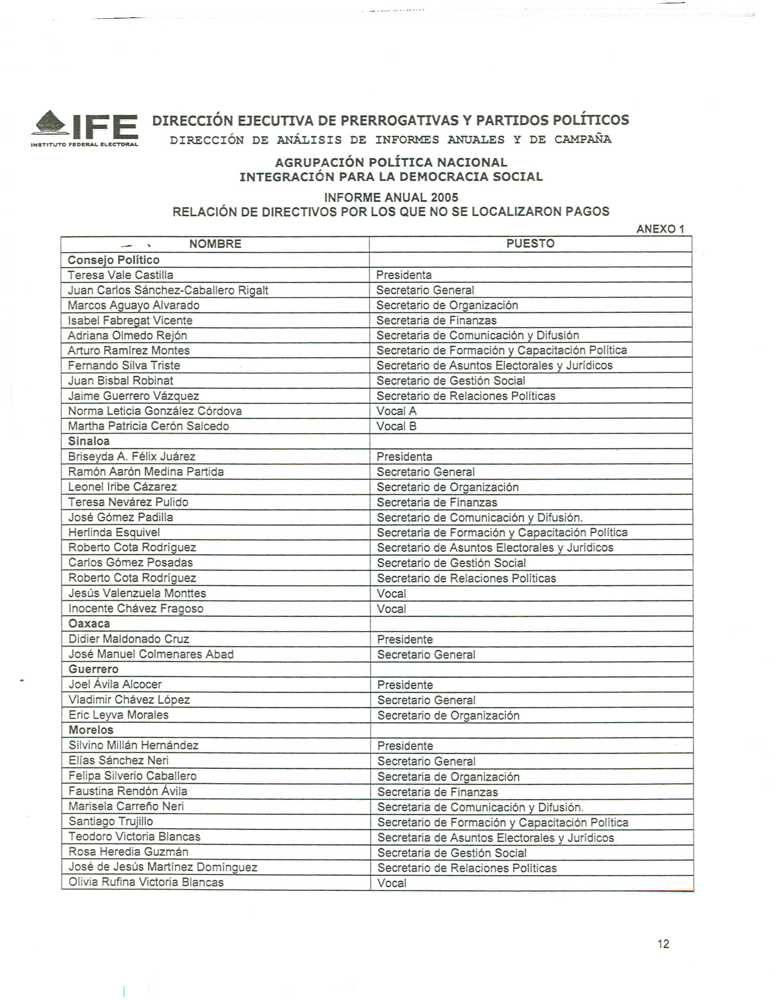 IFE
INSTITUTO FEDERAL ELECTORAL
DIRECCIÓN EJECUTIVA DE PRERROGATIVAS Y PARTIDOS POLÍTICOS
DIRECCIÓN DE ANÁLISIS DE INFORMES ANUALES Y DE CAMPAÑA
AGRUPACIÓN POLÍTICA NACIONAL
INTEGRACIÓN PARA LA DEMOCRACIA SOCIAL
INFORME ANUAL 2005
RELACIÓN DE DIRECTIVOS POR LOS QUE NO SE LOCALIZARON PAGOS
ANEXO 1
NOMBRE PUESTO
Consejo Político
Teresa Vale Castilla Presidenta
Juan Carlos Sánchez-Caballero Rigalt Secretario General
Marcos Aguayo Alvarado Secretario de Organización
Isabel Fabregat Vicente Secretaria de Finanzas
Adriana Olmedo Rejón Secretaria de Comunicación y Difusión
Arturo Ramírez Montes Secretario de Formación y Capacitación Política
Fernando Silva Triste Secretario de Asuntos Electorales y Jurídicos
Juan Bisbal Robinat Secretario de Gestión Social
Jaime Guerrero Vázquez Secretario de Relaciones Políticas
Norma Leticia González Córdova Vocal A
Martha Patricia Cerón Salcedo Vocal B
Sinaloa
Briseyda A. Félix Juárez Presidenta
Ramón Aarón Medina Partida Secretario General
Leonel Iribe Cázarez Secretario de Organización
Teresa Nevárez Pulido Secretaria de Finanzas
José Gómez Padilla Secretario de Comunicación y Difusión.
Herlinda Esquivel Secretaria de Formación y Capacitación Política
Roberto Cota Rodríguez Secretario de Asuntos Electorales y Jurídicos
Carlos Gómez Posadas Secretario de Gestión Social
Roberto Cota Rodríguez Secretario de Relaciones Políticas
Jesús Valenzuela Monttes Vocal
Inocente Chávez Fragoso Vocal
Oaxaca
Didier Maldonado Cruz Presidente
José Manuel Colmenares Abad Secretario General
Guerrero
Joel Ávila Alcocer Presidente
Vladimir Chávez López Secretario General
Eric Leyva Morales Secretario de Organización
Morelos
Silvino Millán Hernández Presidente
Elías Sánchez Neri Secretario General
Felipa Silverio Caballero Secretaria de Organización
Faustina Rendón Ávila Secretaria de Finanzas
Marisela Carreño Neri Secretaria de Comunicación y Difusión.
Santiago Trujillo Secretario de Formación y Capacitación Política
Teodoro Victoria Blancas Secretaria de Asuntos Electorales y Jurídicos
Rosa Heredia Guzmán Secretaria de Gestión Social
José de Jesús Martínez Domínguez Secretario de Relaciones Políticas
Olivia Rufina Victoria Blancas Vocal
12